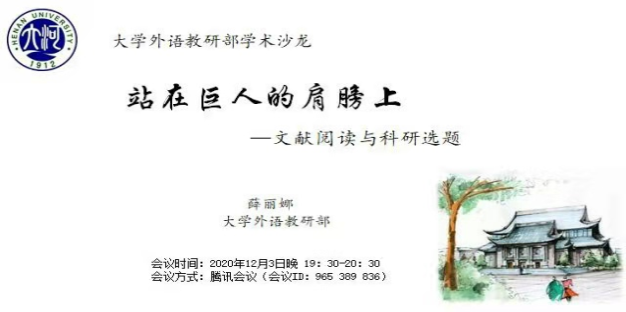 HENAN UNIVERSITY
1912
大学外语教研部学术沙龙
站在巨人的肩膀上
—文献阅读与科研选题
薛丽娜
大学外语教研部
会议时间：2020年12月3日晚 19：30-20：30
会议方式：腾讯会议（会议ID：965 389 836）